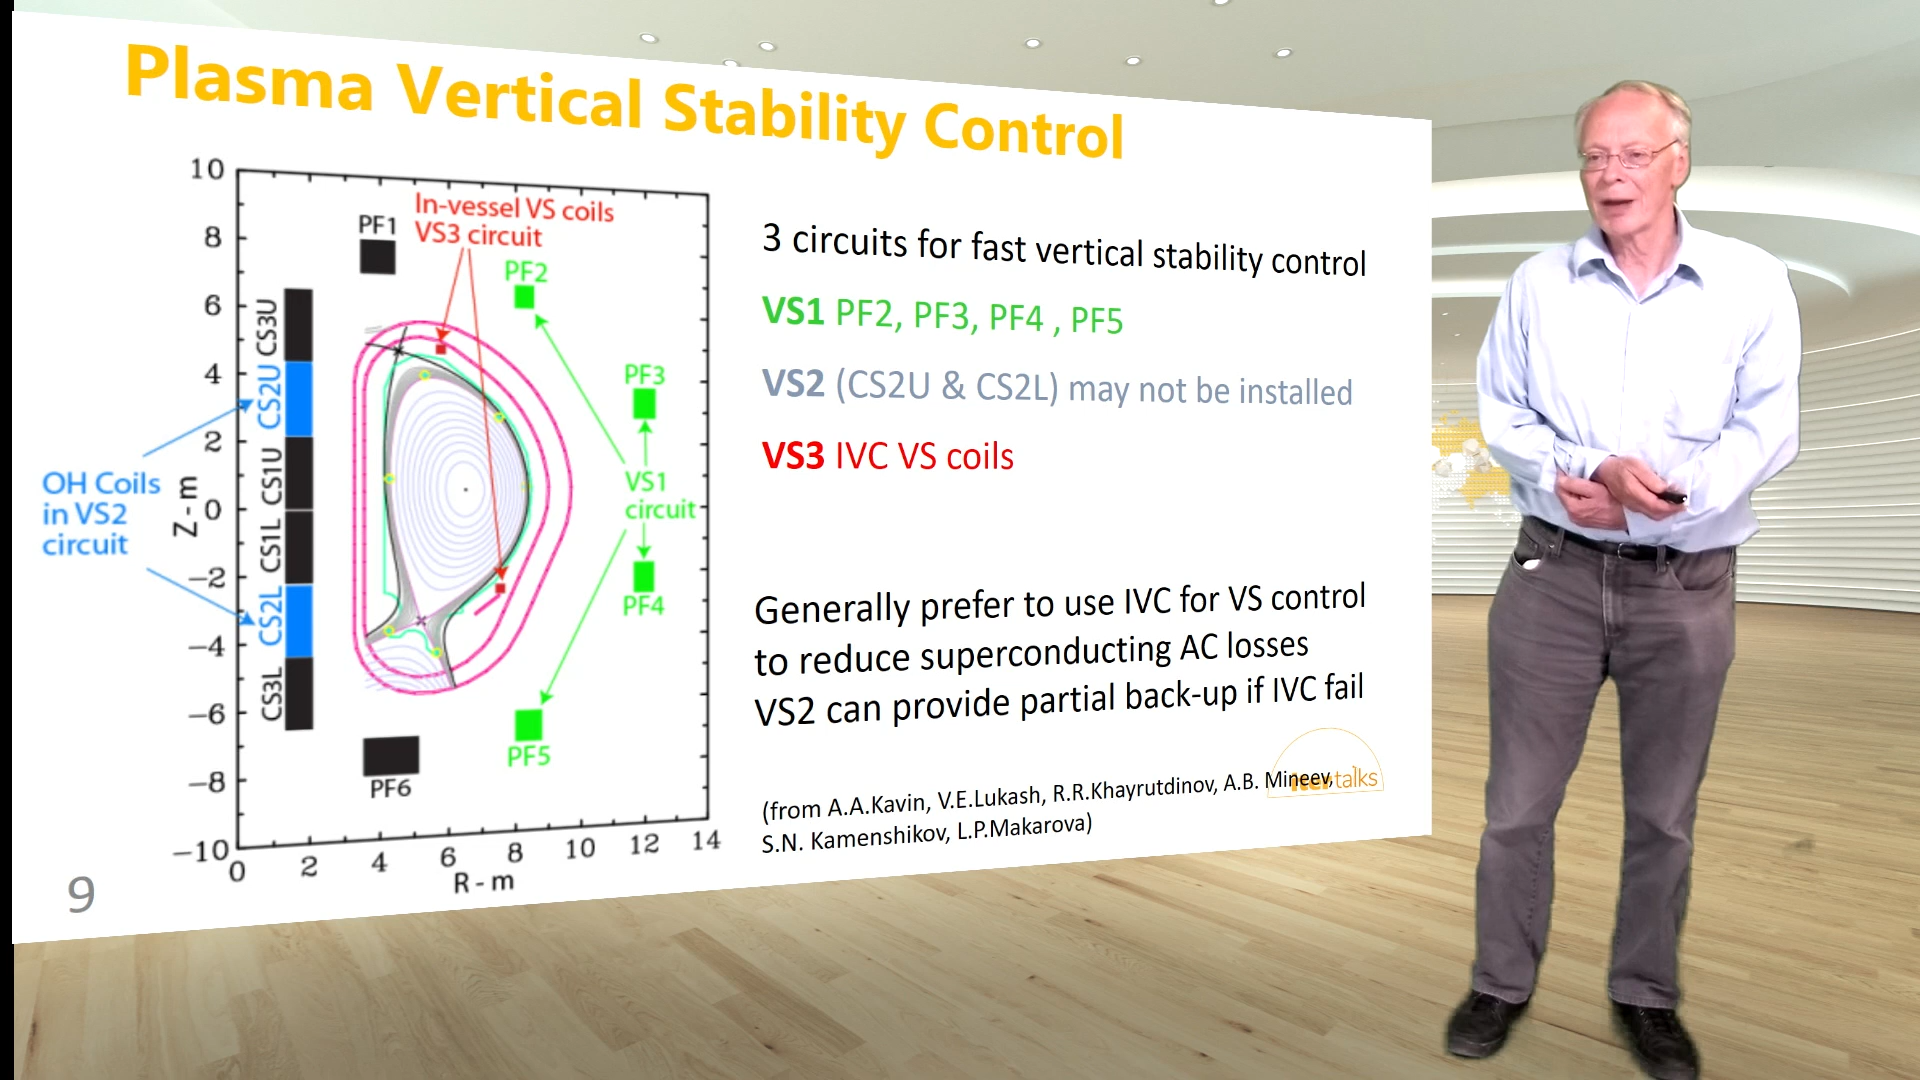 Plasma Vertical Stability Control
10
8
6
4
2
0
−2
−4
−6
−8
−10
Z - m
0
2
4
6
8
10
12
14
R - m
In-vessel VS coils
VS3 circuit
PF1
PF2
PF3
VS1
circuit
PF4
PF5
PF6
CS3U
CS2U
CS1U
CS1L
CS2L
CS3L
OH Coils
in VS2
circuit
3 circuits for fast vertical stability control
VS1 PF2, PF3, PF4 , PF5
VS2 (CS2U & CS2L) may not be installed
VS3 IVC VS coils
Generally prefer to use IVC for VS control
to reduce superconducting AC losses
VS2 can provide partial back-up if IVC fail
(from A.A.Kavin, V.E.Lukash, R.R.Khayrutdinov, A.B. Mineev,
S.N. Kamenshikov, L.P.Makarova)
itertalks
9